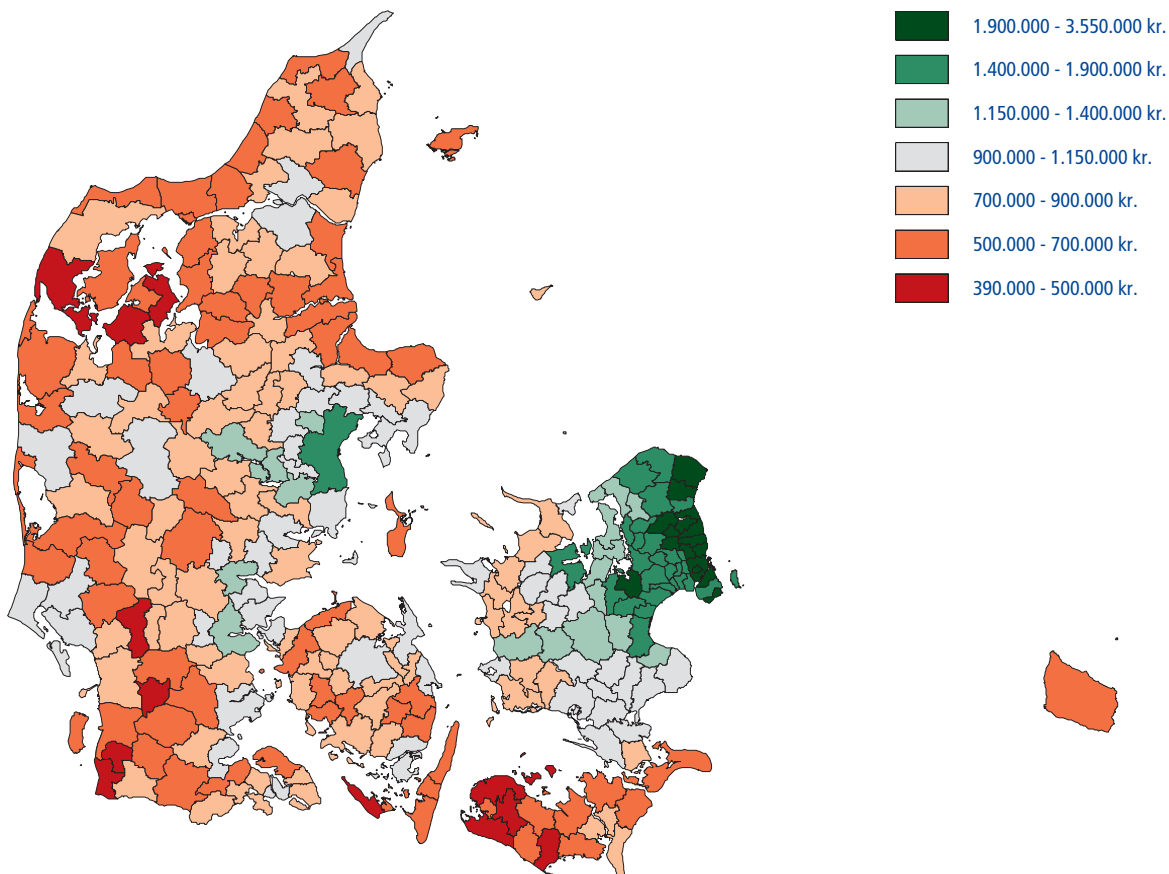 1.900.000 - 3.550.000 kr.
1.400.000 - 1.900.000 kr.
1.150.000 - 1.400.000 kr.
900.000 - 1.150.000 kr.
700.000 - 900.000 kr.
500.000 - 700.000 kr.
390.000 - 500.000 kr.